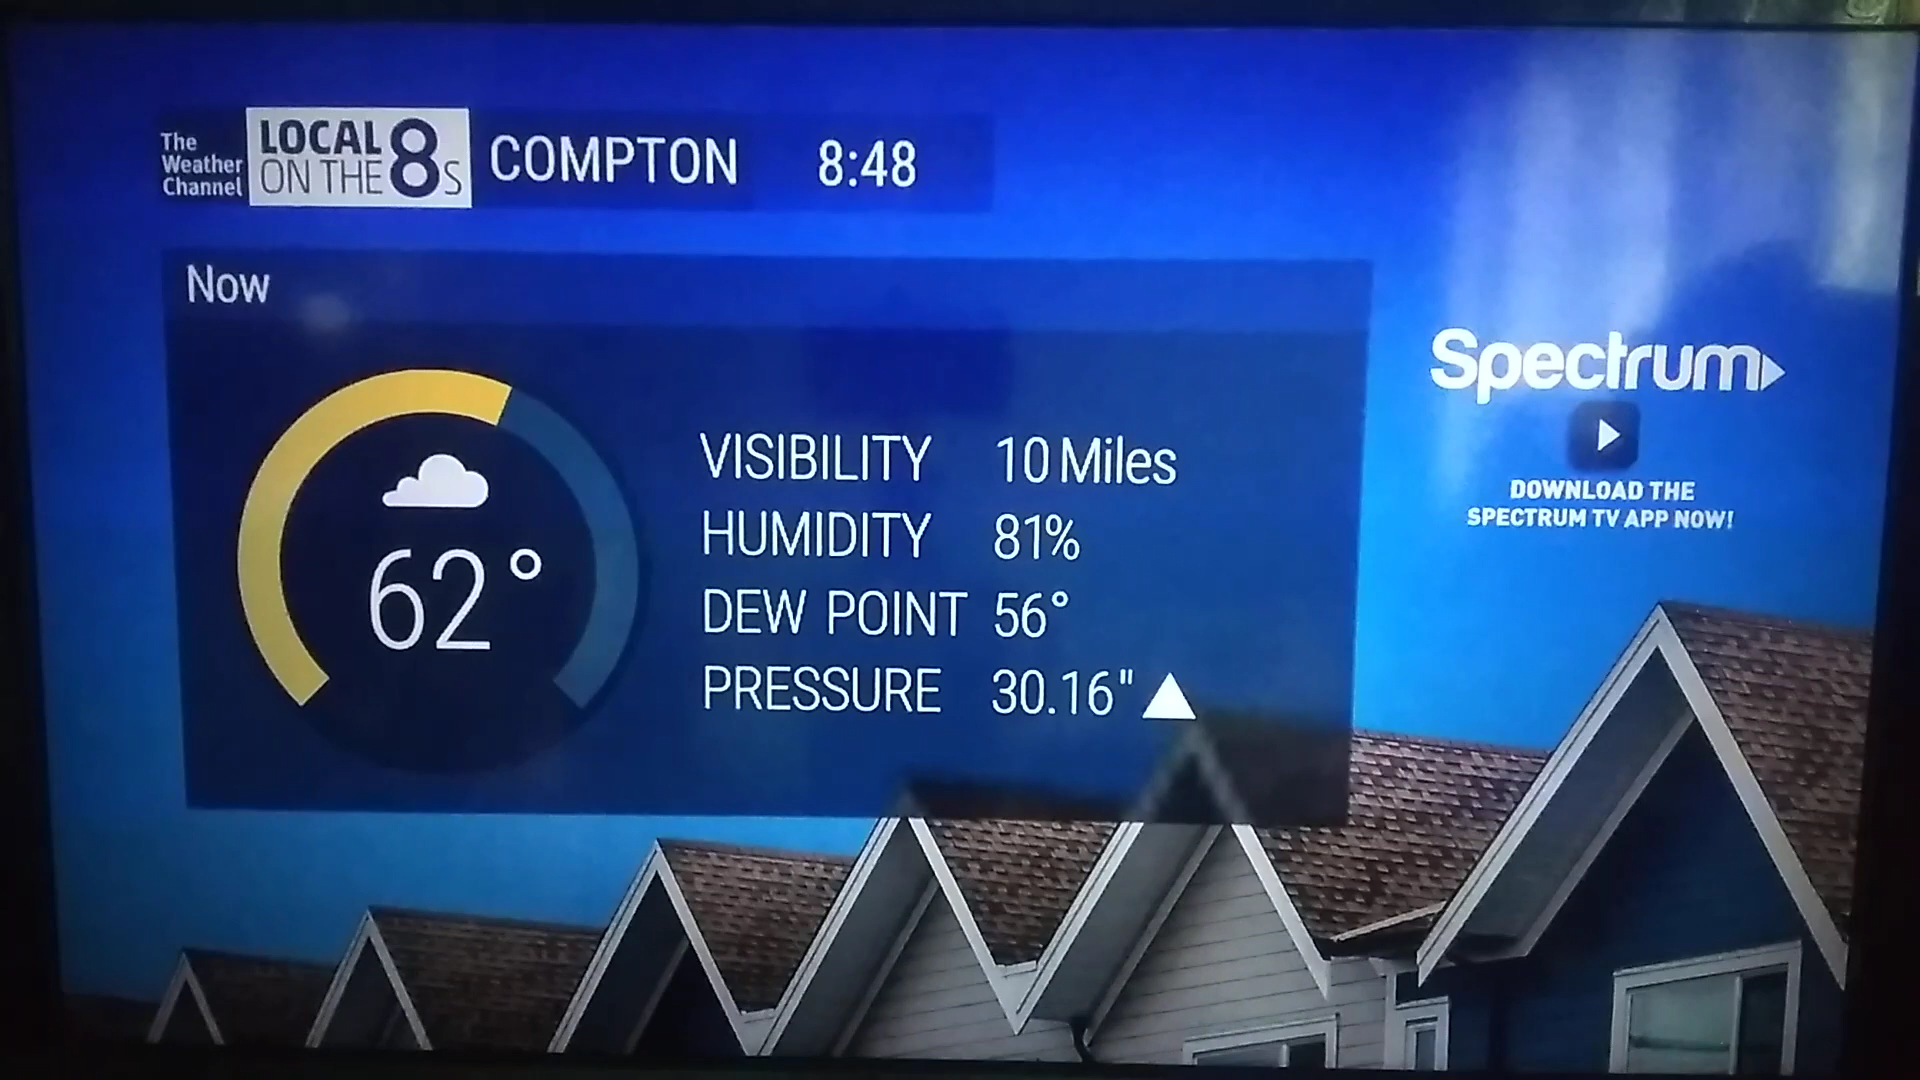 The
Weather
Channel
LOCAL
ON THE 8s
COMPTON 8:48
Now
62°
VISIBILITY 10 Miles
HUMIDITY 81%
DEW POINT 56°
PRESSURE 30.16" ▲
Spectrum
DOWNLOAD THE
SPECTRUM TV APP NOW!